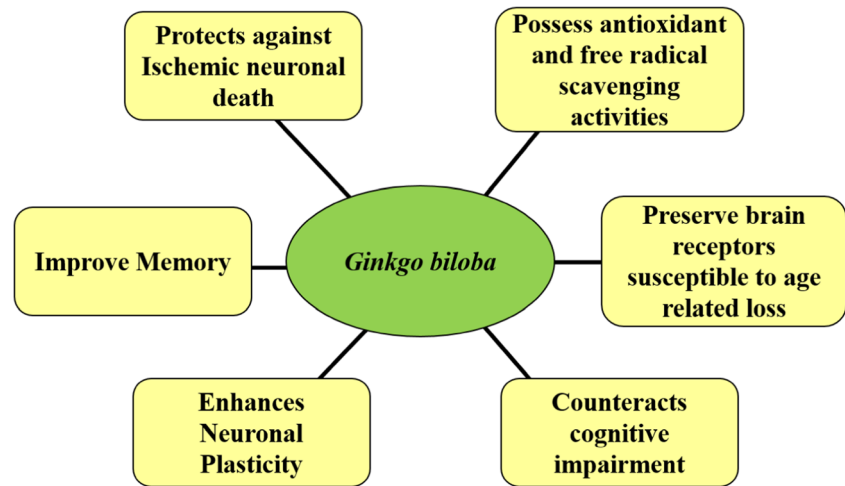 Protects against
Ischemic neuronal
death
Possess antioxidant
and free radical
scavenging
activities
Improve Memory
Ginkgo biloba
Preserve brain
receptors
susceptible to age
related loss
Enhances
Neuronal
Plasticity
Counteracts
cognitive
impairment